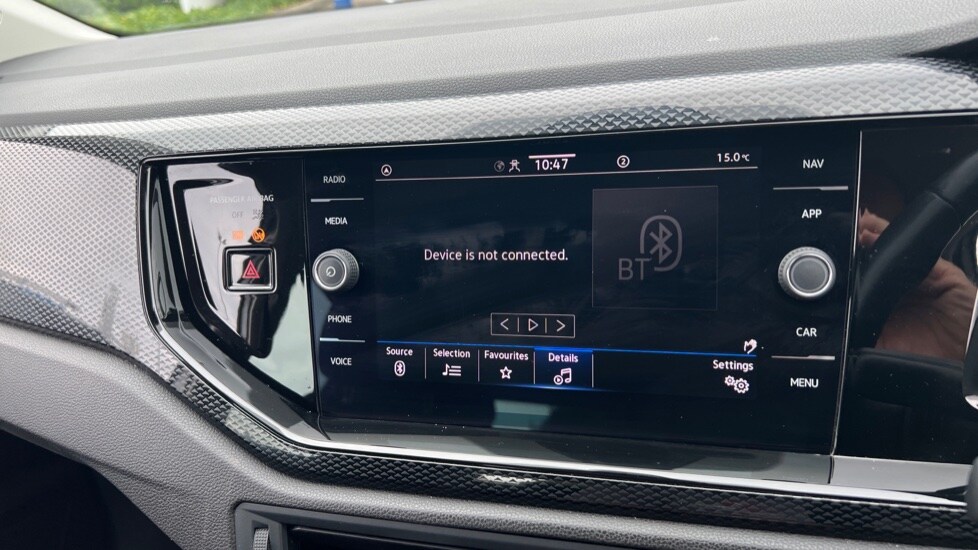 PASSENGER AIRBAG
OFF
RADIO
MEDIA
PHONE
VOICE
A
10:47
2
15.0°C
Device is not connected.
BT
Source
Selection
Favourites
Details
Settings
NAV
APP
CAR
MENU